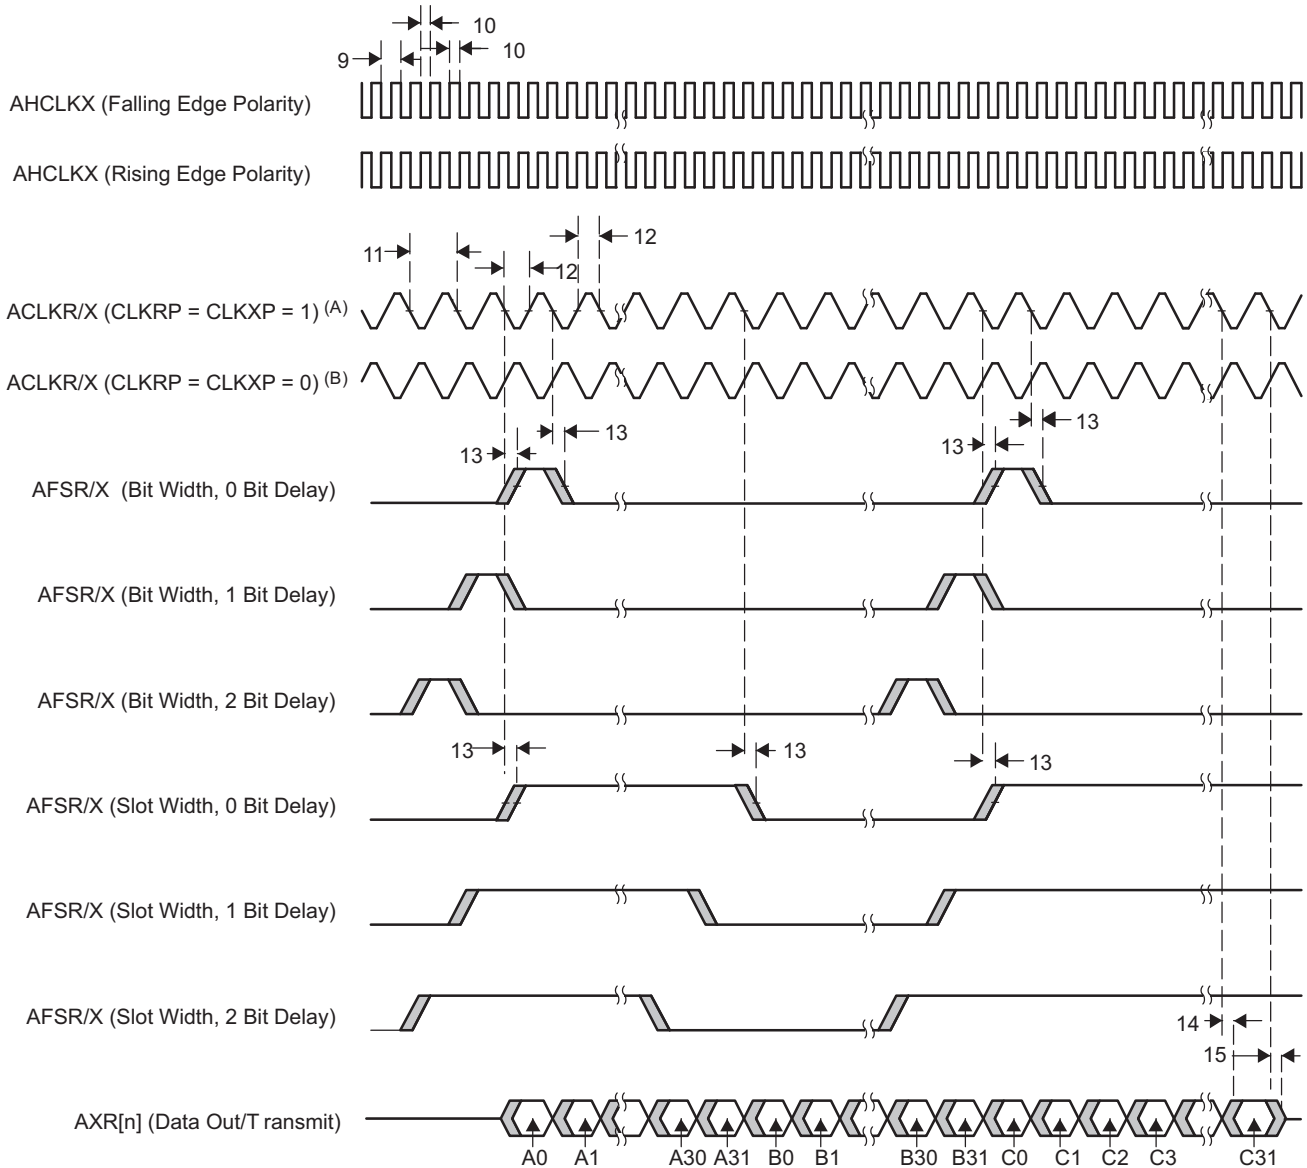 10
10
9
AHCLKX (Falling Edge Polarity)
AHCLKX (Rising Edge Polarity)
12
11
12
ACLKR/X (CLKRP = CLKXP = 1) (A)
ACLKR/X (CLKRP = CLKXP = 0) (B)
13
13
13
13
AFSR/X (Bit Width, 0 Bit Delay)
AFSR/X (Bit Width, 1 Bit Delay)
AFSR/X (Bit Width, 2 Bit Delay)
13
13
13
AFSR/X (Slot Width, 0 Bit Delay)
AFSR/X (Slot Width, 1 Bit Delay)
AFSR/X (Slot Width, 2 Bit Delay)
14
15
AXR[n] (Data Out/T ransmit)
A0 A1 A30 A31 B0 B1 B30 B31 C0 C1 C2 C3 C31